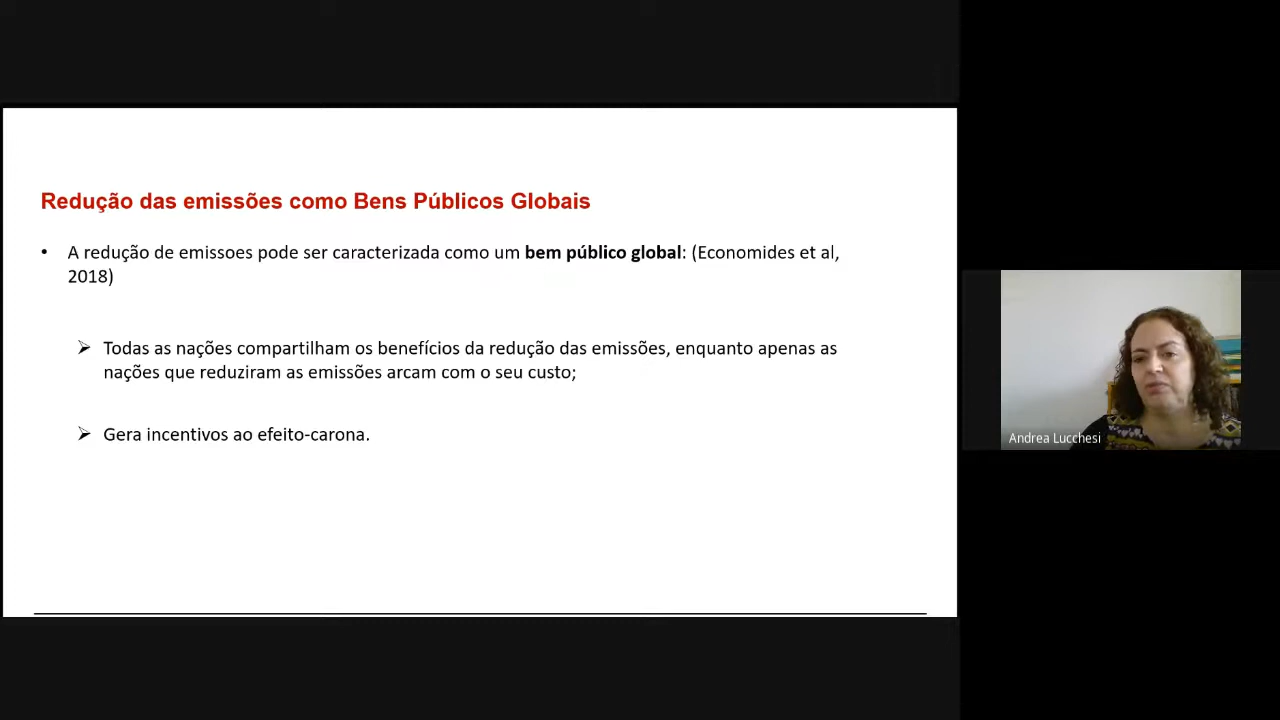 Redução das emissões como Bens Públicos Globais
• A redução de emissoes pode ser caracterizada como um bem público global: (Economides et al,
2018)
➢ Todas as nações compartilham os benefícios da redução das emissões, enquanto apenas as
nações que reduziram as emissões arcam com o seu custo;
➢ Gera incentivos ao efeito-carona.
Andrea Lucchesi